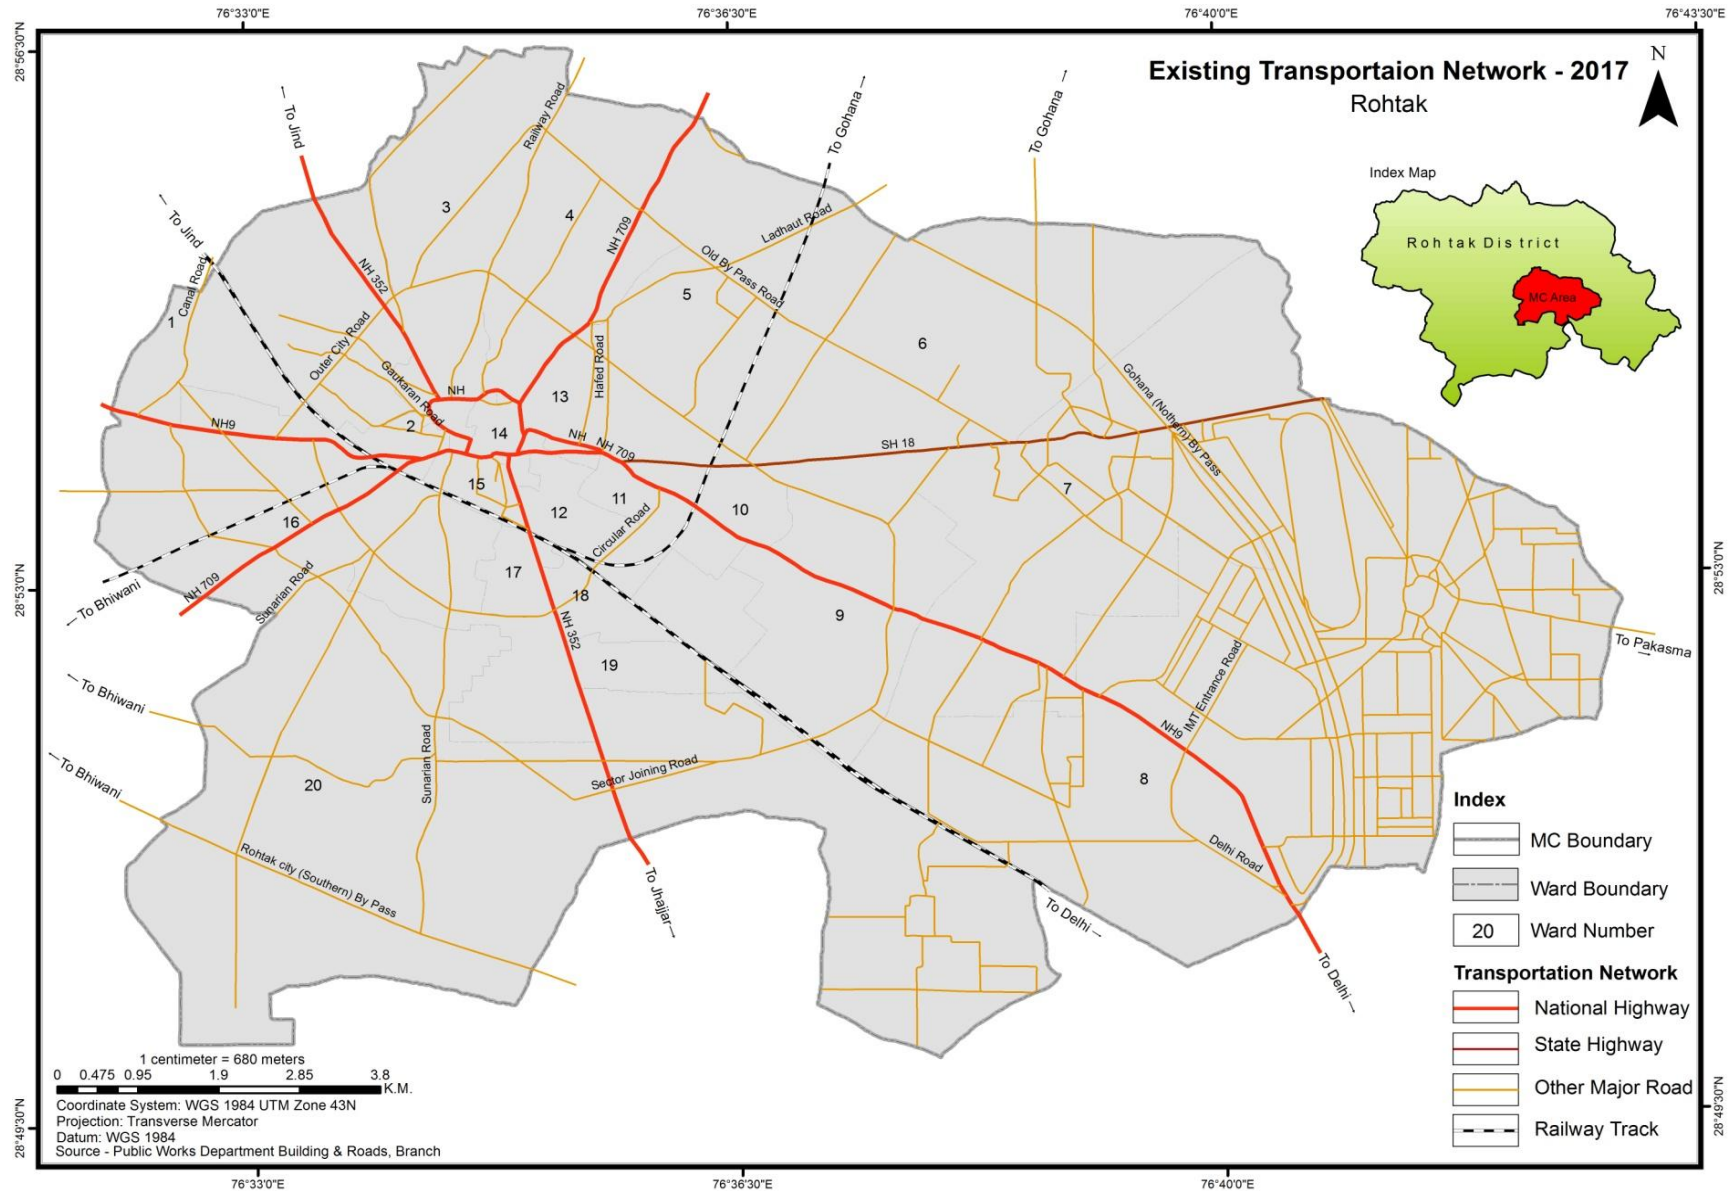 76°33'0"E
76°36'30"E
76°40'0"E
76°43'30"E
28°56'30"N
Existing Transportaion Network - 2017
Rohtak
N
Index Map
Rohtak District
MC Area
← To Jind
← To Jind
To Gohana →
To Gohana →
Canal Road
Railway Road
NH 352
NH 709
Ladhaut Road
Old By Pass Road
1
3
4
5
6
Outer City Road
Gaukaran Road
Hafed Road
Gohana (Nothern) By Pass
NH
13
2
14
NH
NH 709
NH9
SH 18
15
11
12
10
7
16
Circular Road
17
18
9
NH 709
←To Bhiwani
Sunarian Road
NH 352
19
28°53'0"N
28°53'0"N
To Pakasma
→
IMT Entrance Road
NH9
←To Bhiwani
←To Bhiwani
20
Sunarian Road
Sector Joining Road
8
Delhi Road
Rohtak city (Southern) By Pass
To Jhajjar→
To Delhi →
To Delhi →
Index
MC Boundary
Ward Boundary
20
Ward Number
Transportation Network
National Highway
State Highway
Other Major Road
Railway Track
1 centimeter = 680 meters
0 0.475 0.95 1.9 2.85 3.8
K.M.
Coordinate System: WGS 1984 UTM Zone 43N
Projection: Transverse Mercator
Datum: WGS 1984
Source - Public Works Department Building & Roads, Branch
28°49'30"N
28°49'30"N
76°33'0"E
76°36'30"E
76°40'0"E